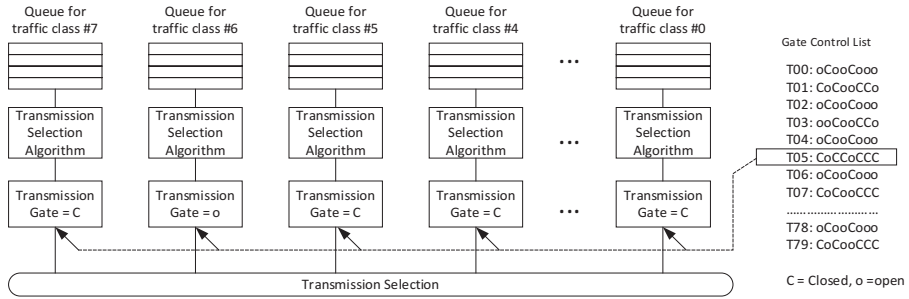 Queue for traffic class #7
Queue for traffic class #6
Queue for traffic class #5
Queue for traffic class #4
Queue for traffic class #0
...
Transmission Selection Algorithm
Transmission Selection Algorithm
Transmission Selection Algorithm
Transmission Selection Algorithm
...
Transmission Selection Algorithm
Transmission Gate = C
Transmission Gate = o
Transmission Gate = C
Transmission Gate = C
...
Transmission Gate = C
Transmission Selection
Gate Control List
T00: oCooCooo
T01: CoCooCCo
T02: ooCooCooo
T03: ooCooCCo
T04: ooCooCooo
T05: CoCCoCCC
T06: oCooCooo
T07: CoCooCCC
............................
T78: oCooCooo
T79: CoCooCCC
C = Closed, o =open